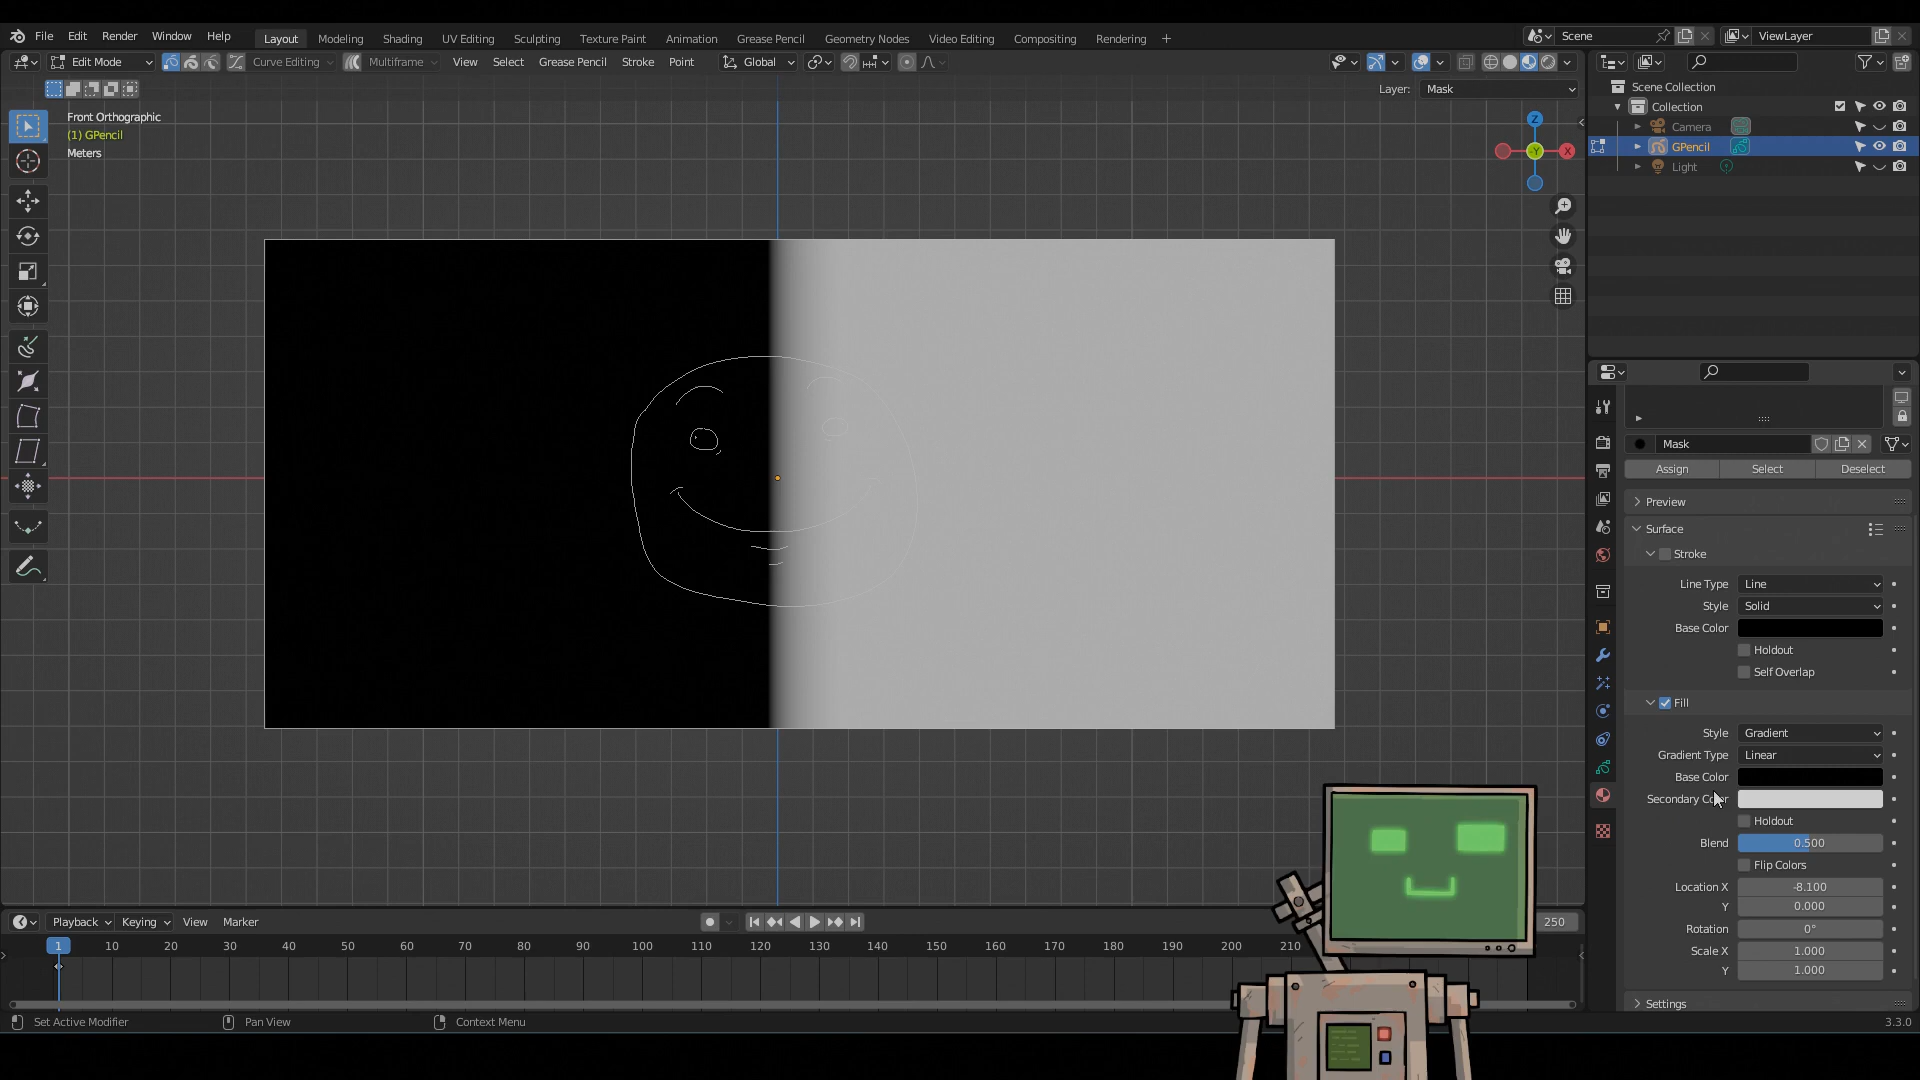 File Edit Render Window Help Layout Modeling Shading UV Editing Sculpting Texture Paint Animation Rendering Grease Pencil Geometry Nodes Video Editing Compositing Rendering + Scene ViewLayer
Edit Mode Curve Editing Multiframe View Select Grease Pencil Stroke Point Global
Layer: Mask
Front Orthographic
(1) GPencil
Meters
Z
-Y
X
Scene Collection
Collection
Camera
GPencil
Light
Mask
Assign Select Deselect
Preview
Surface
Stroke
Line Type Line
Style Solid
Base Color
Holdout
Self Overlap
Fill
Style Gradient
Gradient Type Linear
Base Color
Secondary Color
Holdout
Blend 0.500
Flip Colors
Location X -8.100
Y 0.000
Rotation 0°
Scale X 1.000
Y 1.000
Settings
Playback Keying View Marker 250
1 10 20 30 40 50 60 70 80 90 100 110 120 130 140 150 160 170 180 190 200 210
Set Active Modifier Pan View Context Menu 3.3.0